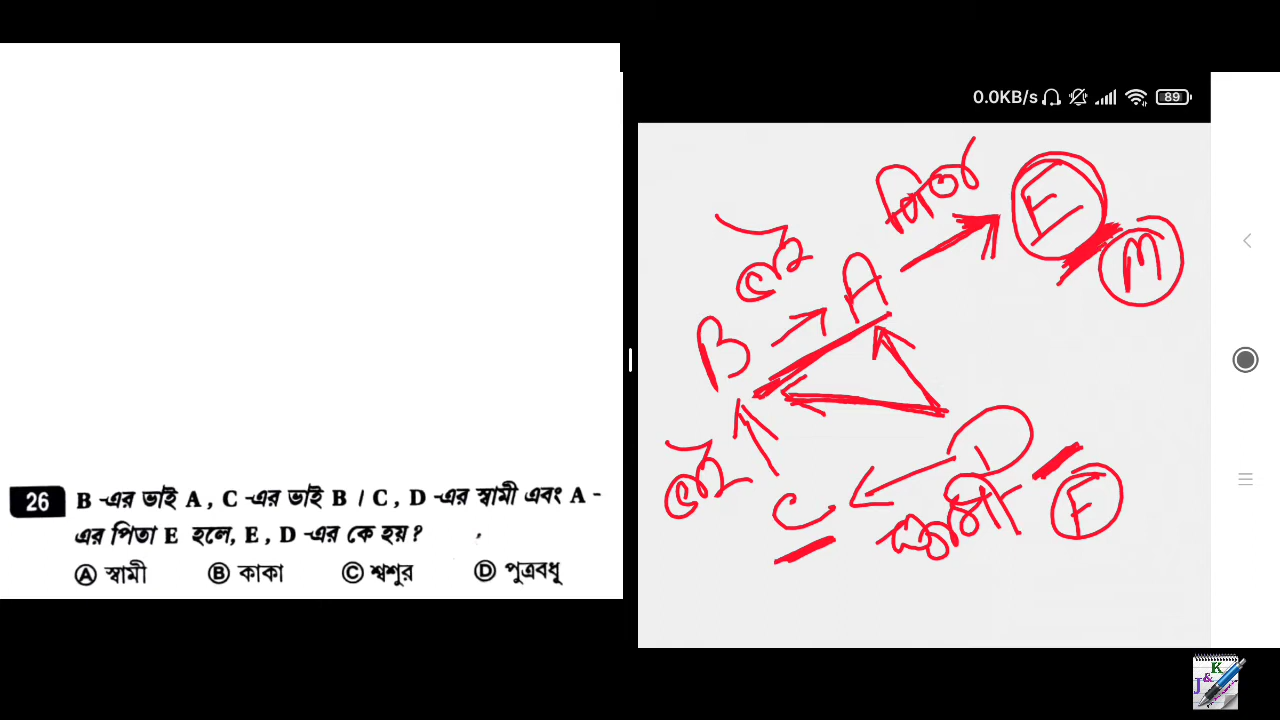 0.0KB/s 89
পিতা E
M
ভাই A
B
ভাই D
C স্বামী F
26 B -এর ভাই A , C -এর ভাই B । C , D -এর স্বামী এবং A -
এর পিতা E হলে, E , D -এর কে হয় ?
A স্বামী B কাকা C শ্বশুর D পুত্রবধূ
J & K